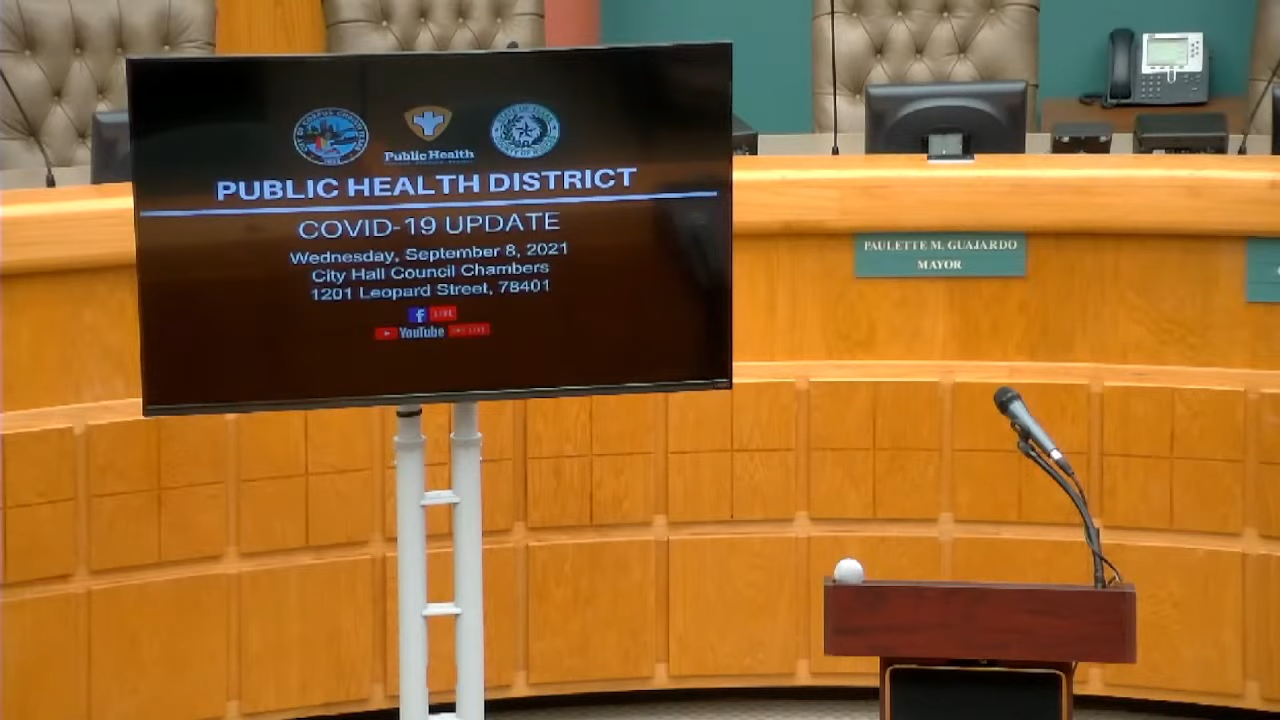 Public Health
PUBLIC HEALTH DISTRICT
COVID-19 UPDATE
Wednesday, September 8, 2021
City Hall Council Chambers
1201 Leopard Street, 78401
f LIVE
YouTube LIVE
PAULETTE M. GUAJARDO
MAYOR